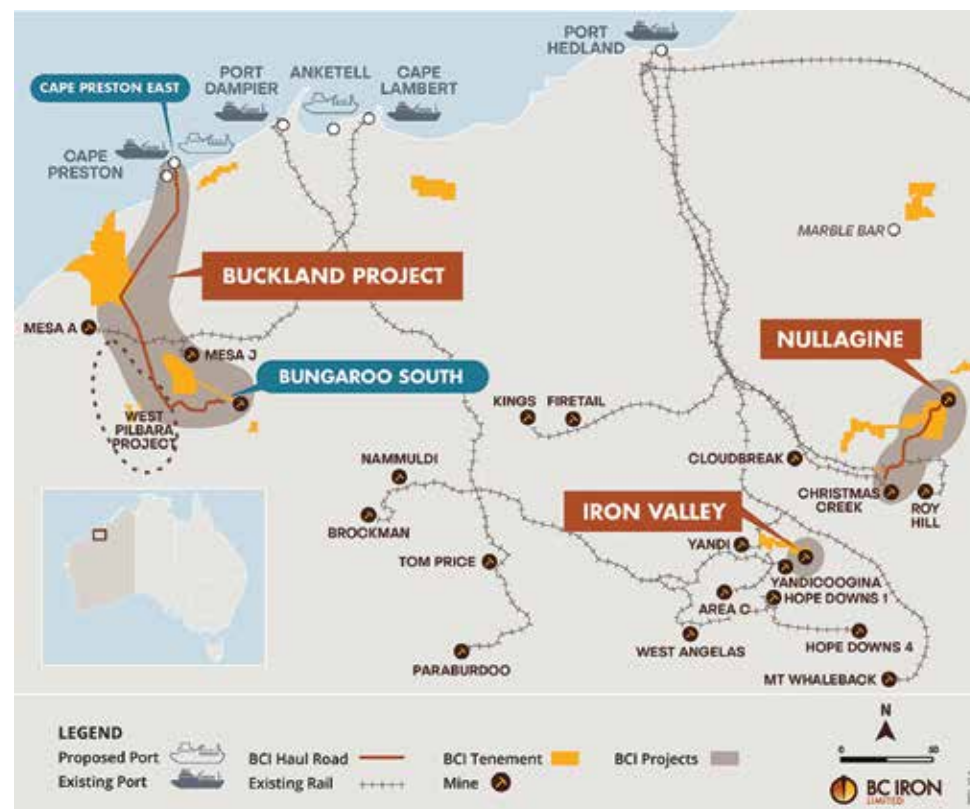 PORT
HEDLAND
PORT
DAMPIER
ANKETELL
CAPE
LAMBERT
CAPE PRESTON EAST
CAPE
PRESTON
MARBLE BAR
BUCKLAND PROJECT
MESA A
MESA J
NULLAGINE
BUNGAROO SOUTH
WEST
PILBARA
PROJECT
KINGS
FIRETAIL
CLOUDBREAK
NAMMULDI
CHRISTMAS
CREEK
ROY
HILL
IRON VALLEY
BROCKMAN
YANDI
TOM PRICE
YANDICOOGINA
AREA C
HOPE DOWNS 1
WEST ANGELAS
HOPE DOWNS 4
PARABURDOO
MT WHALEBACK
LEGEND
Proposed Port
Existing Port
BCI Haul Road
Existing Rail
BCI Tenement
Mine
BCI Projects
N
0 50
BC IRON
LIMITED